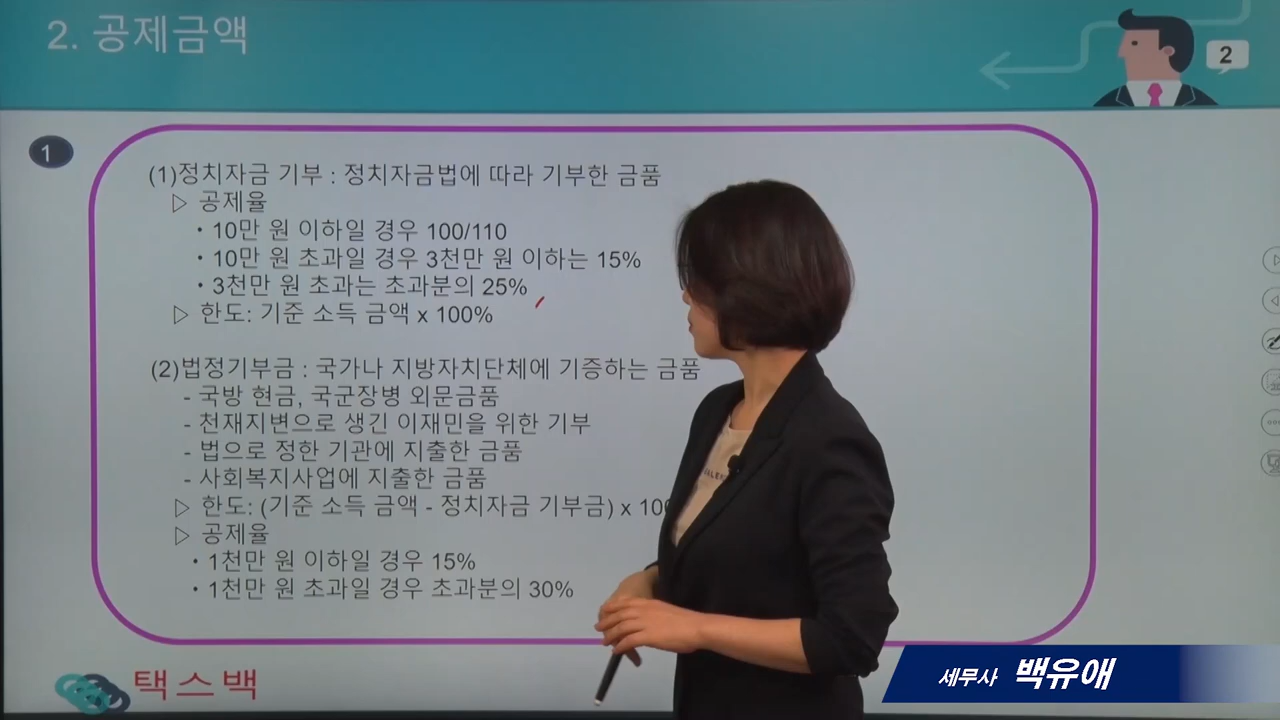 2. 공제금액
2
1
(1)정치자금 기부 : 정치자금법에 따라 기부한 금품
▷ 공제율
・10만 원 이하일 경우 100/110
・10만 원 초과일 경우 3천만 원 이하는 15%
・3천만 원 초과는 초과분의 25%
▷ 한도: 기준 소득 금액 x 100%
(2)법정기부금 : 국가나 지방자치단체에 기증하는 금품
- 국방 현금, 국군장병 외문금품
- 천재지변으로 생긴 이재민을 위한 기부
- 법으로 정한 기관에 지출한 금품
- 사회복지사업에 지출한 금품
▷ 한도: (기준 소득 금액 - 정치자금 기부금) x 100
▷ 공제율
・1천만 원 이하일 경우 15%
・1천만 원 초과일 경우 초과분의 30%
택스백
세무사 백유애